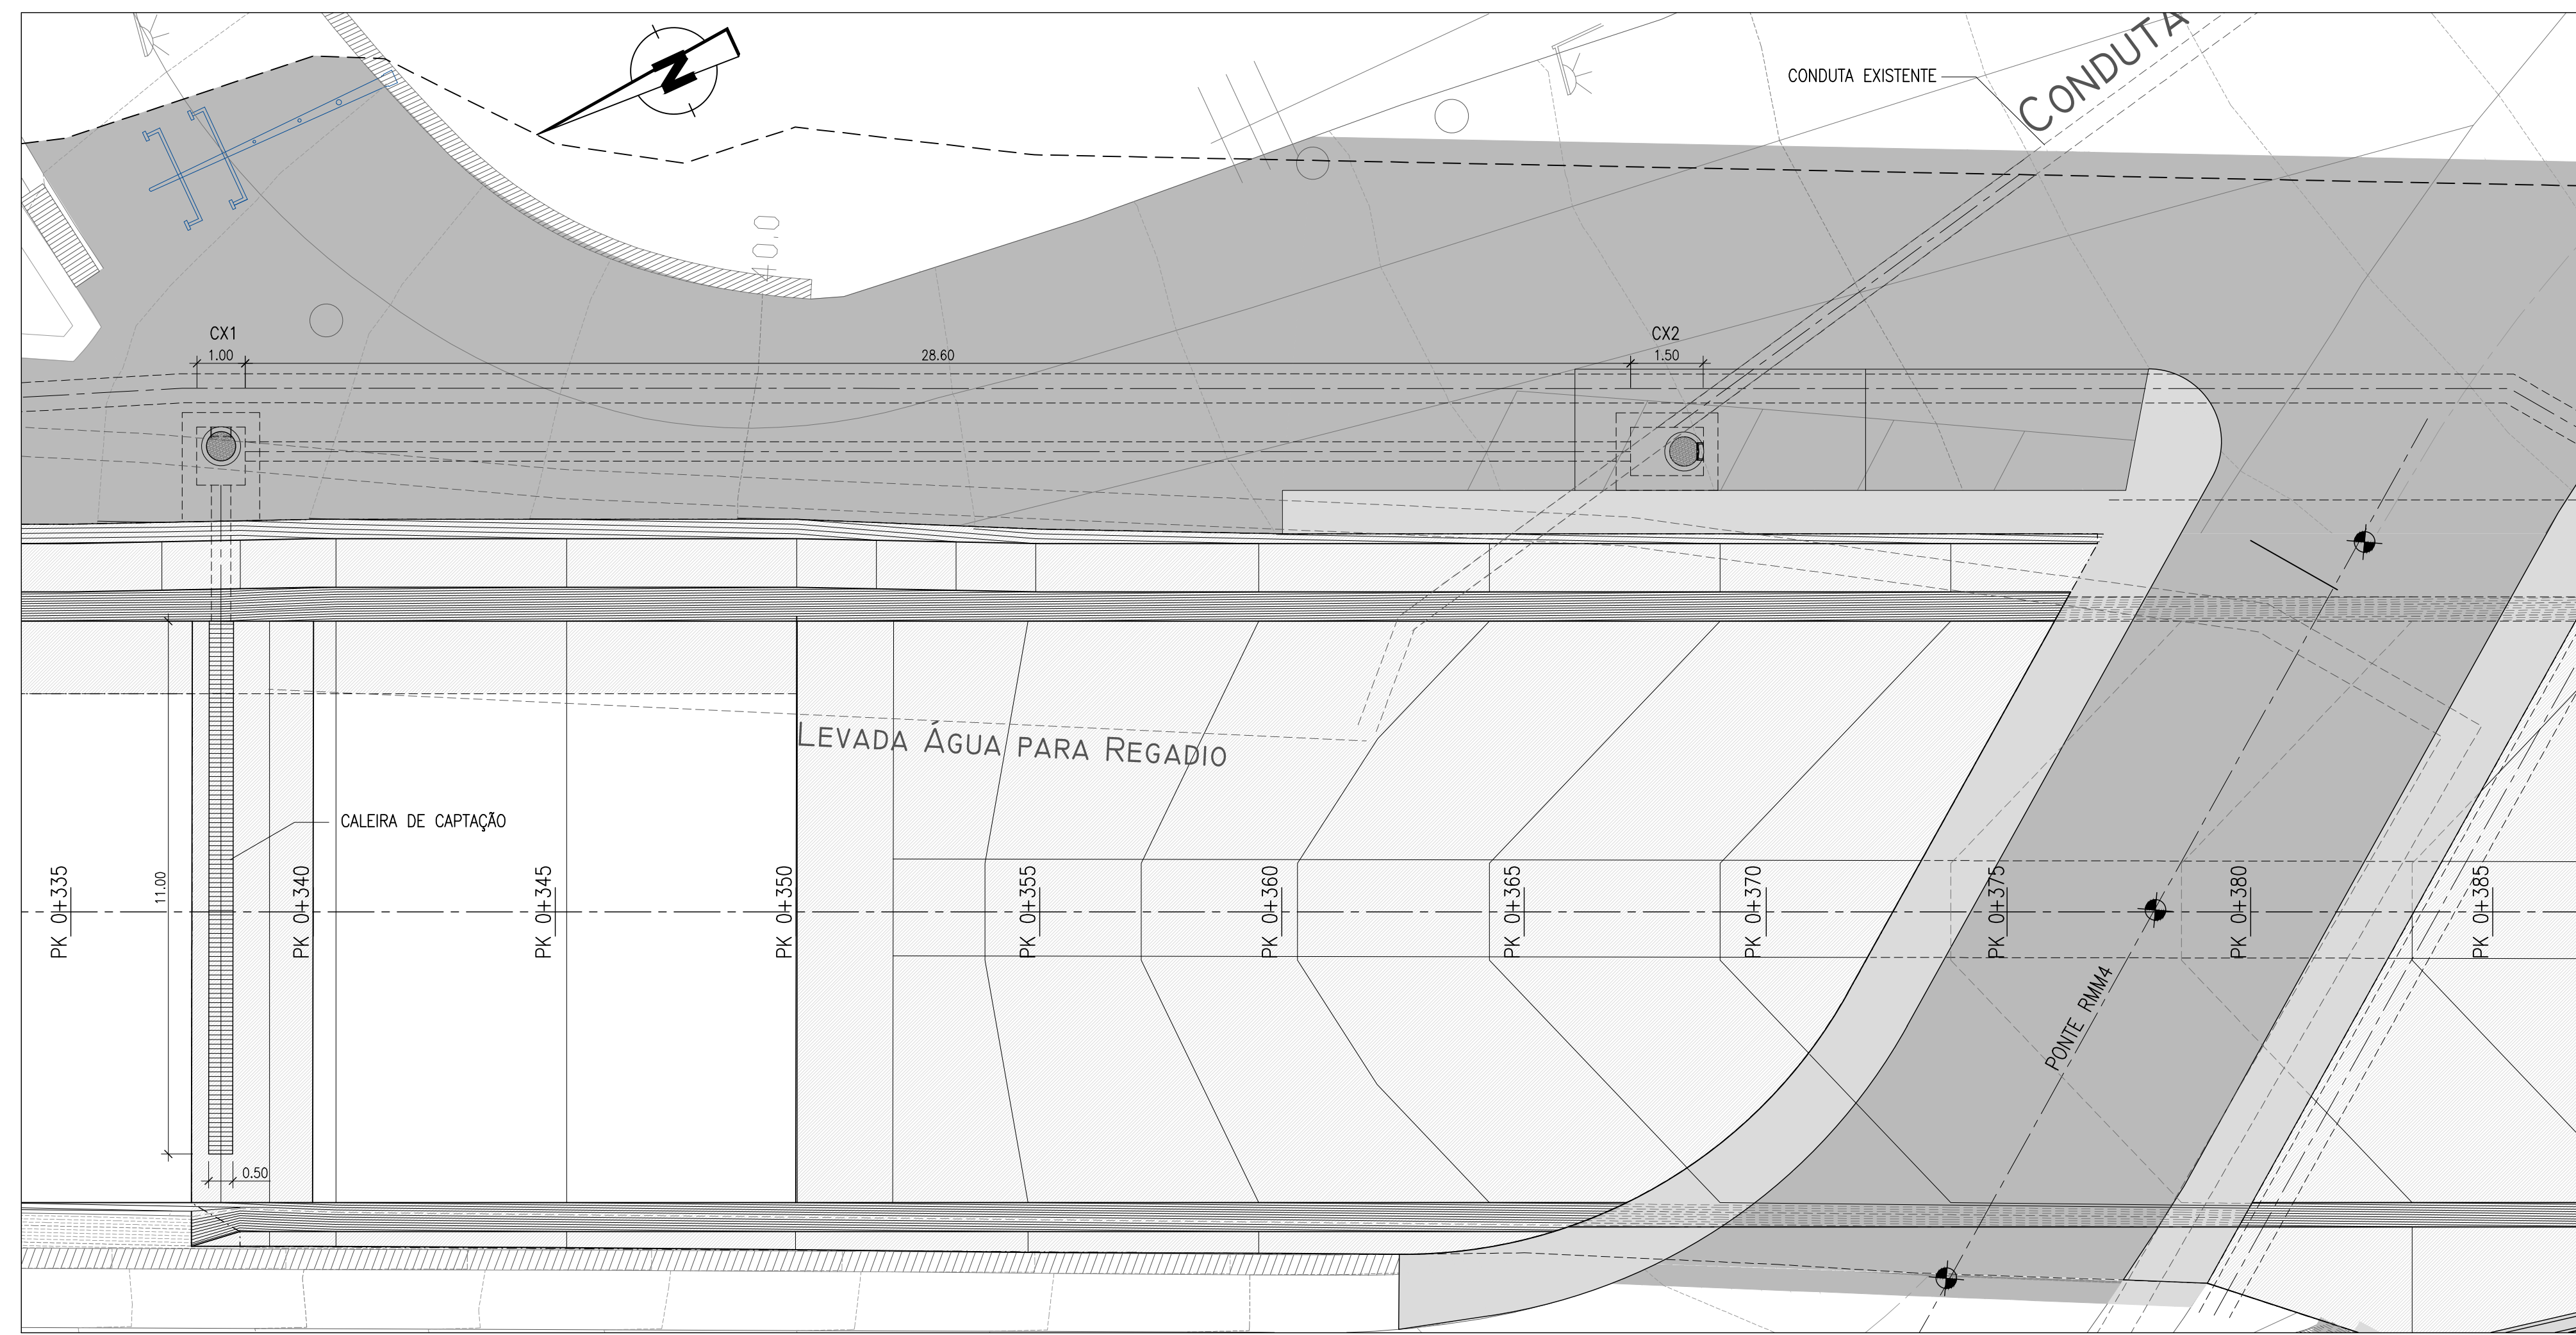 N
CONDUTA
CONDUTA EXISTENTE
40,0
CX1
1.00
28.60
CX2
1.50
LEVADA ÁGUA PARA REGADIO
CALEIRA DE CAPTAÇÃO
11.00
PK 0+335
PK 0+340
PK 0+345
PK 0+350
PK 0+355
PK 0+360
PK 0+365
PK 0+370
PK 0+375
PK 0+380
PK 0+385
PONTE RMM4
0.50